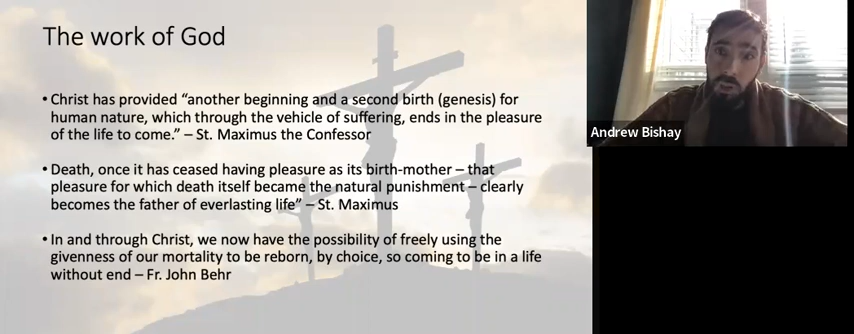 The work of God
• Christ has provided “another beginning and a second birth (genesis) for
human nature, which through the vehicle of suffering, ends in the pleasure
of the life to come.” – St. Maximus the Confessor
• Death, once it has ceased having pleasure as its birth-mother – that
pleasure for which death itself became the natural punishment – clearly
becomes the father of everlasting life” – St. Maximus
• In and through Christ, we now have the possibility of freely using the
givenness of our mortality to be reborn, by choice, so coming to be in a life
without end – Fr. John Behr
Andrew Bishay